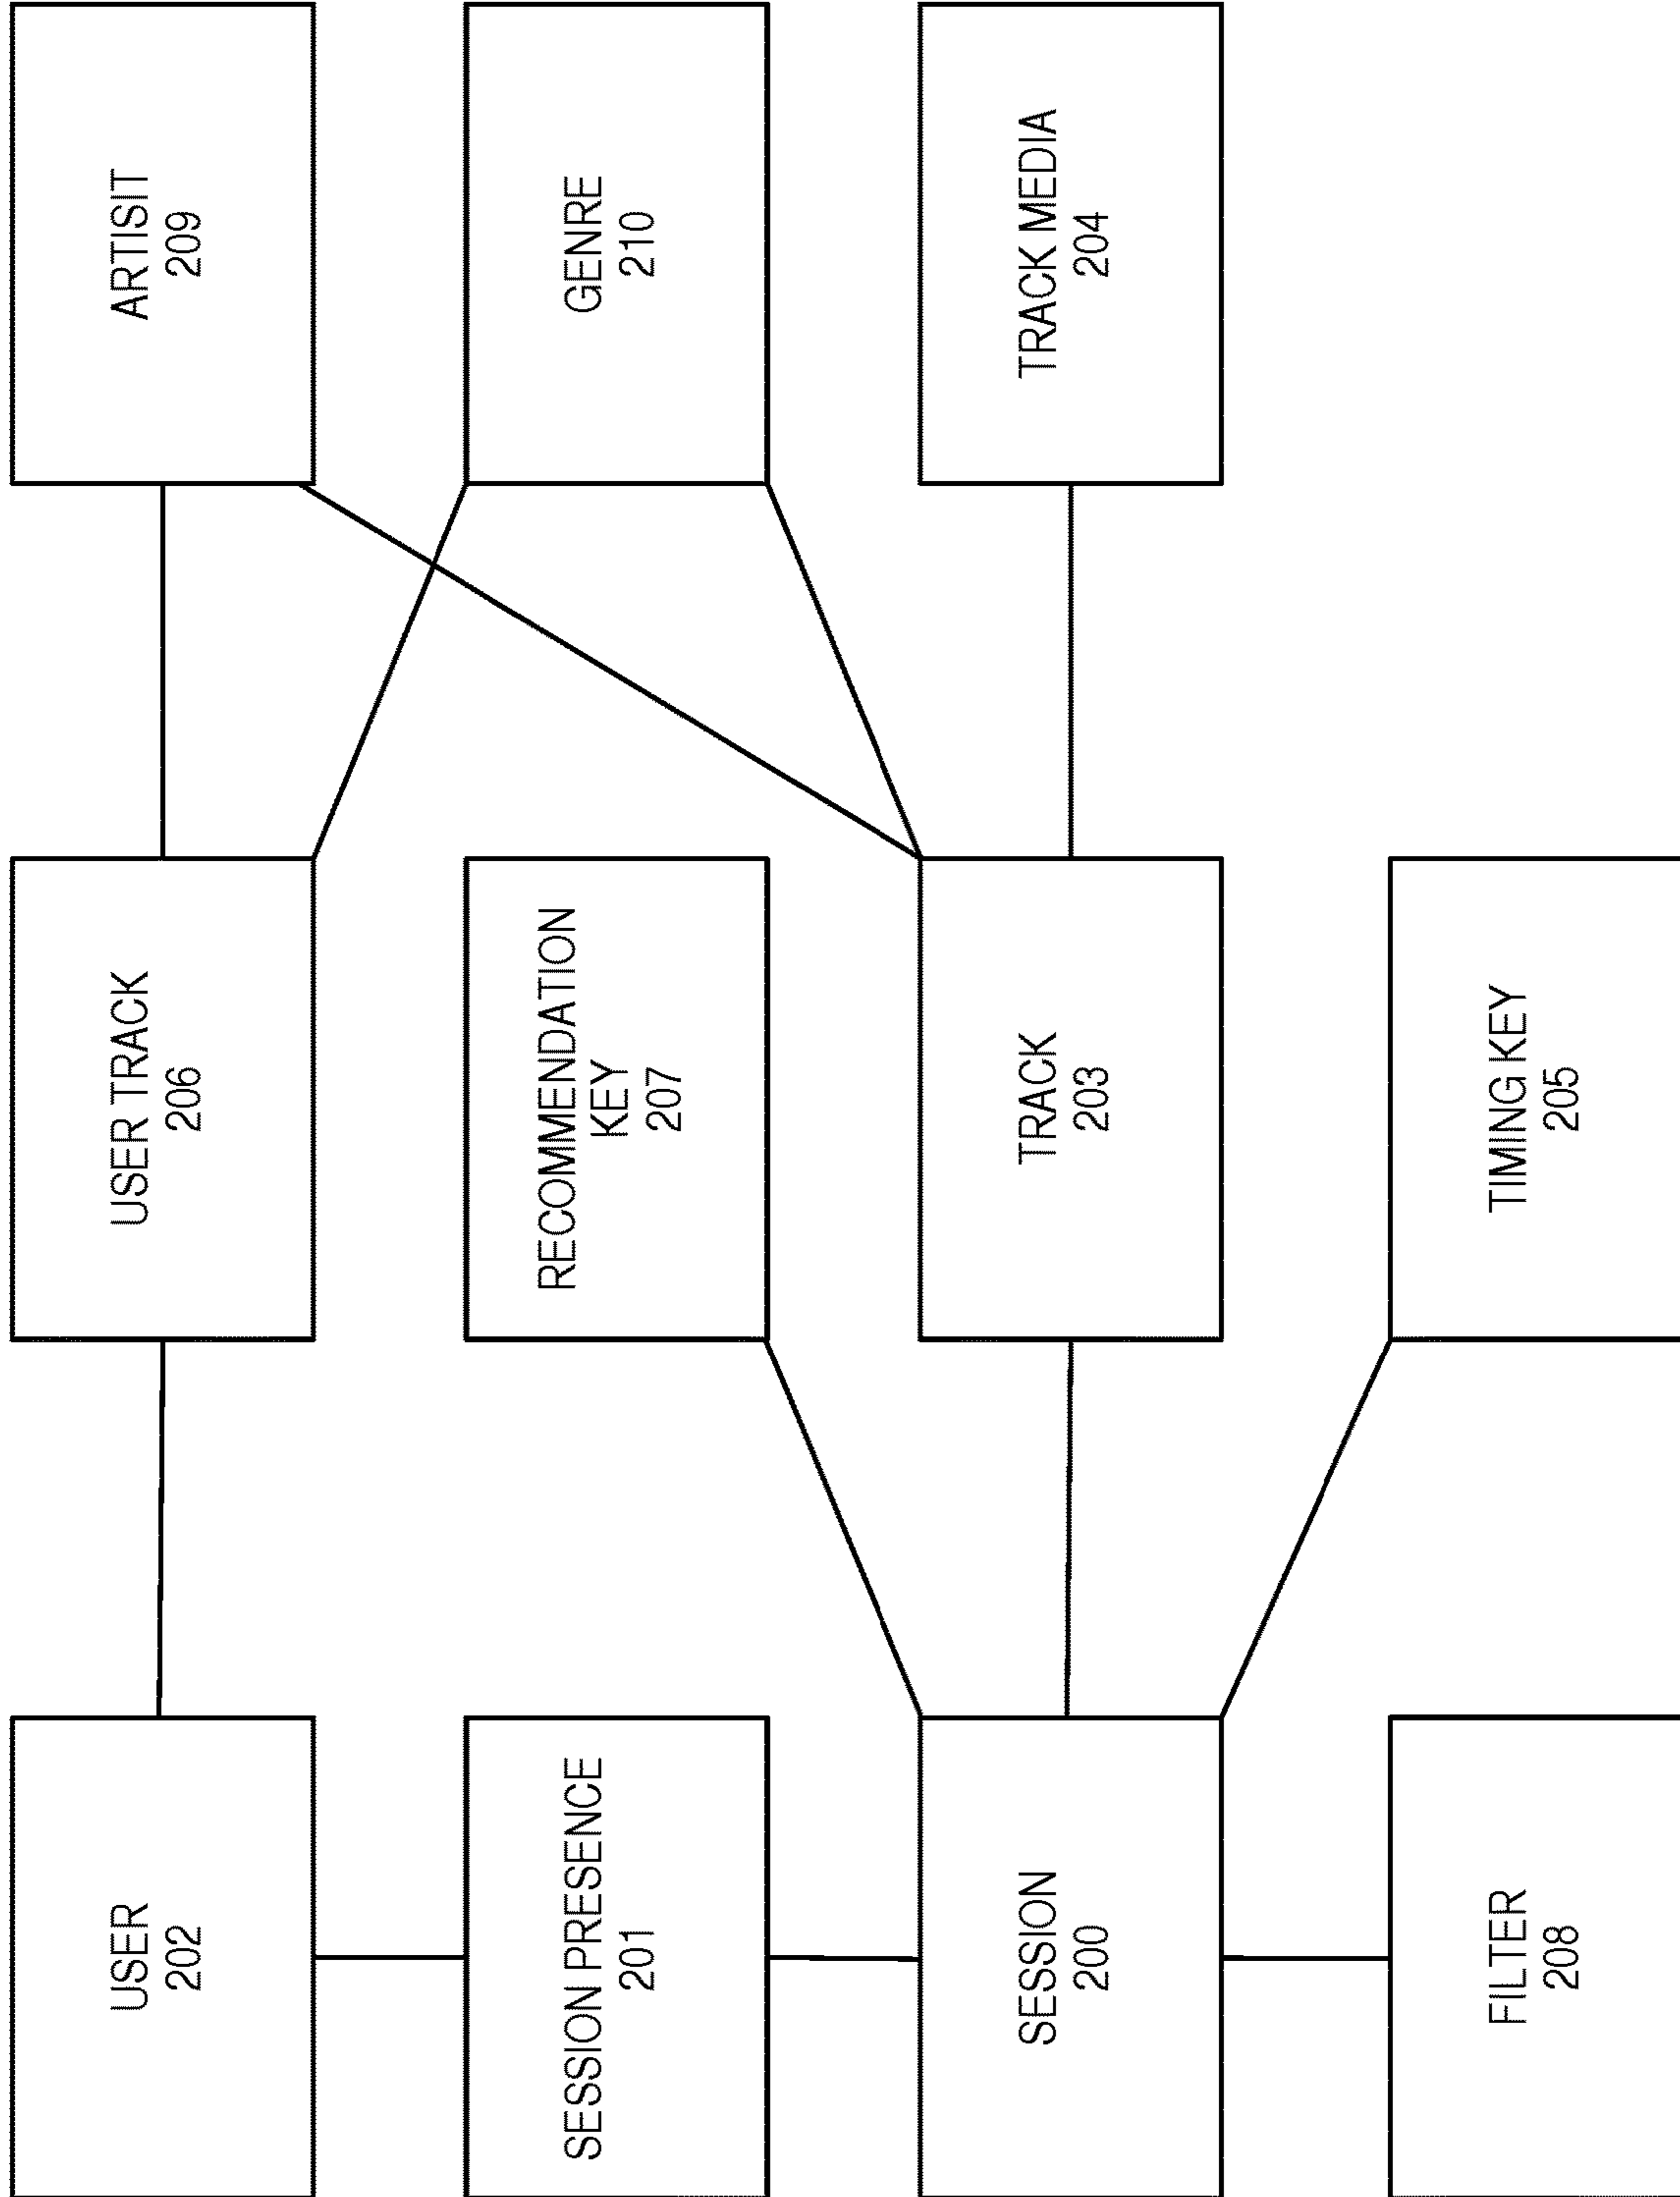 USER
202
USER TRACK
206
ARTISIT
209
SESSION PRESENCE
201
RECOMMENDATION
KEY
207
GENRE
210
SESSION
200
TRACK
203
TRACK MEDIA
204
FILTER
208
TIMING KEY
205